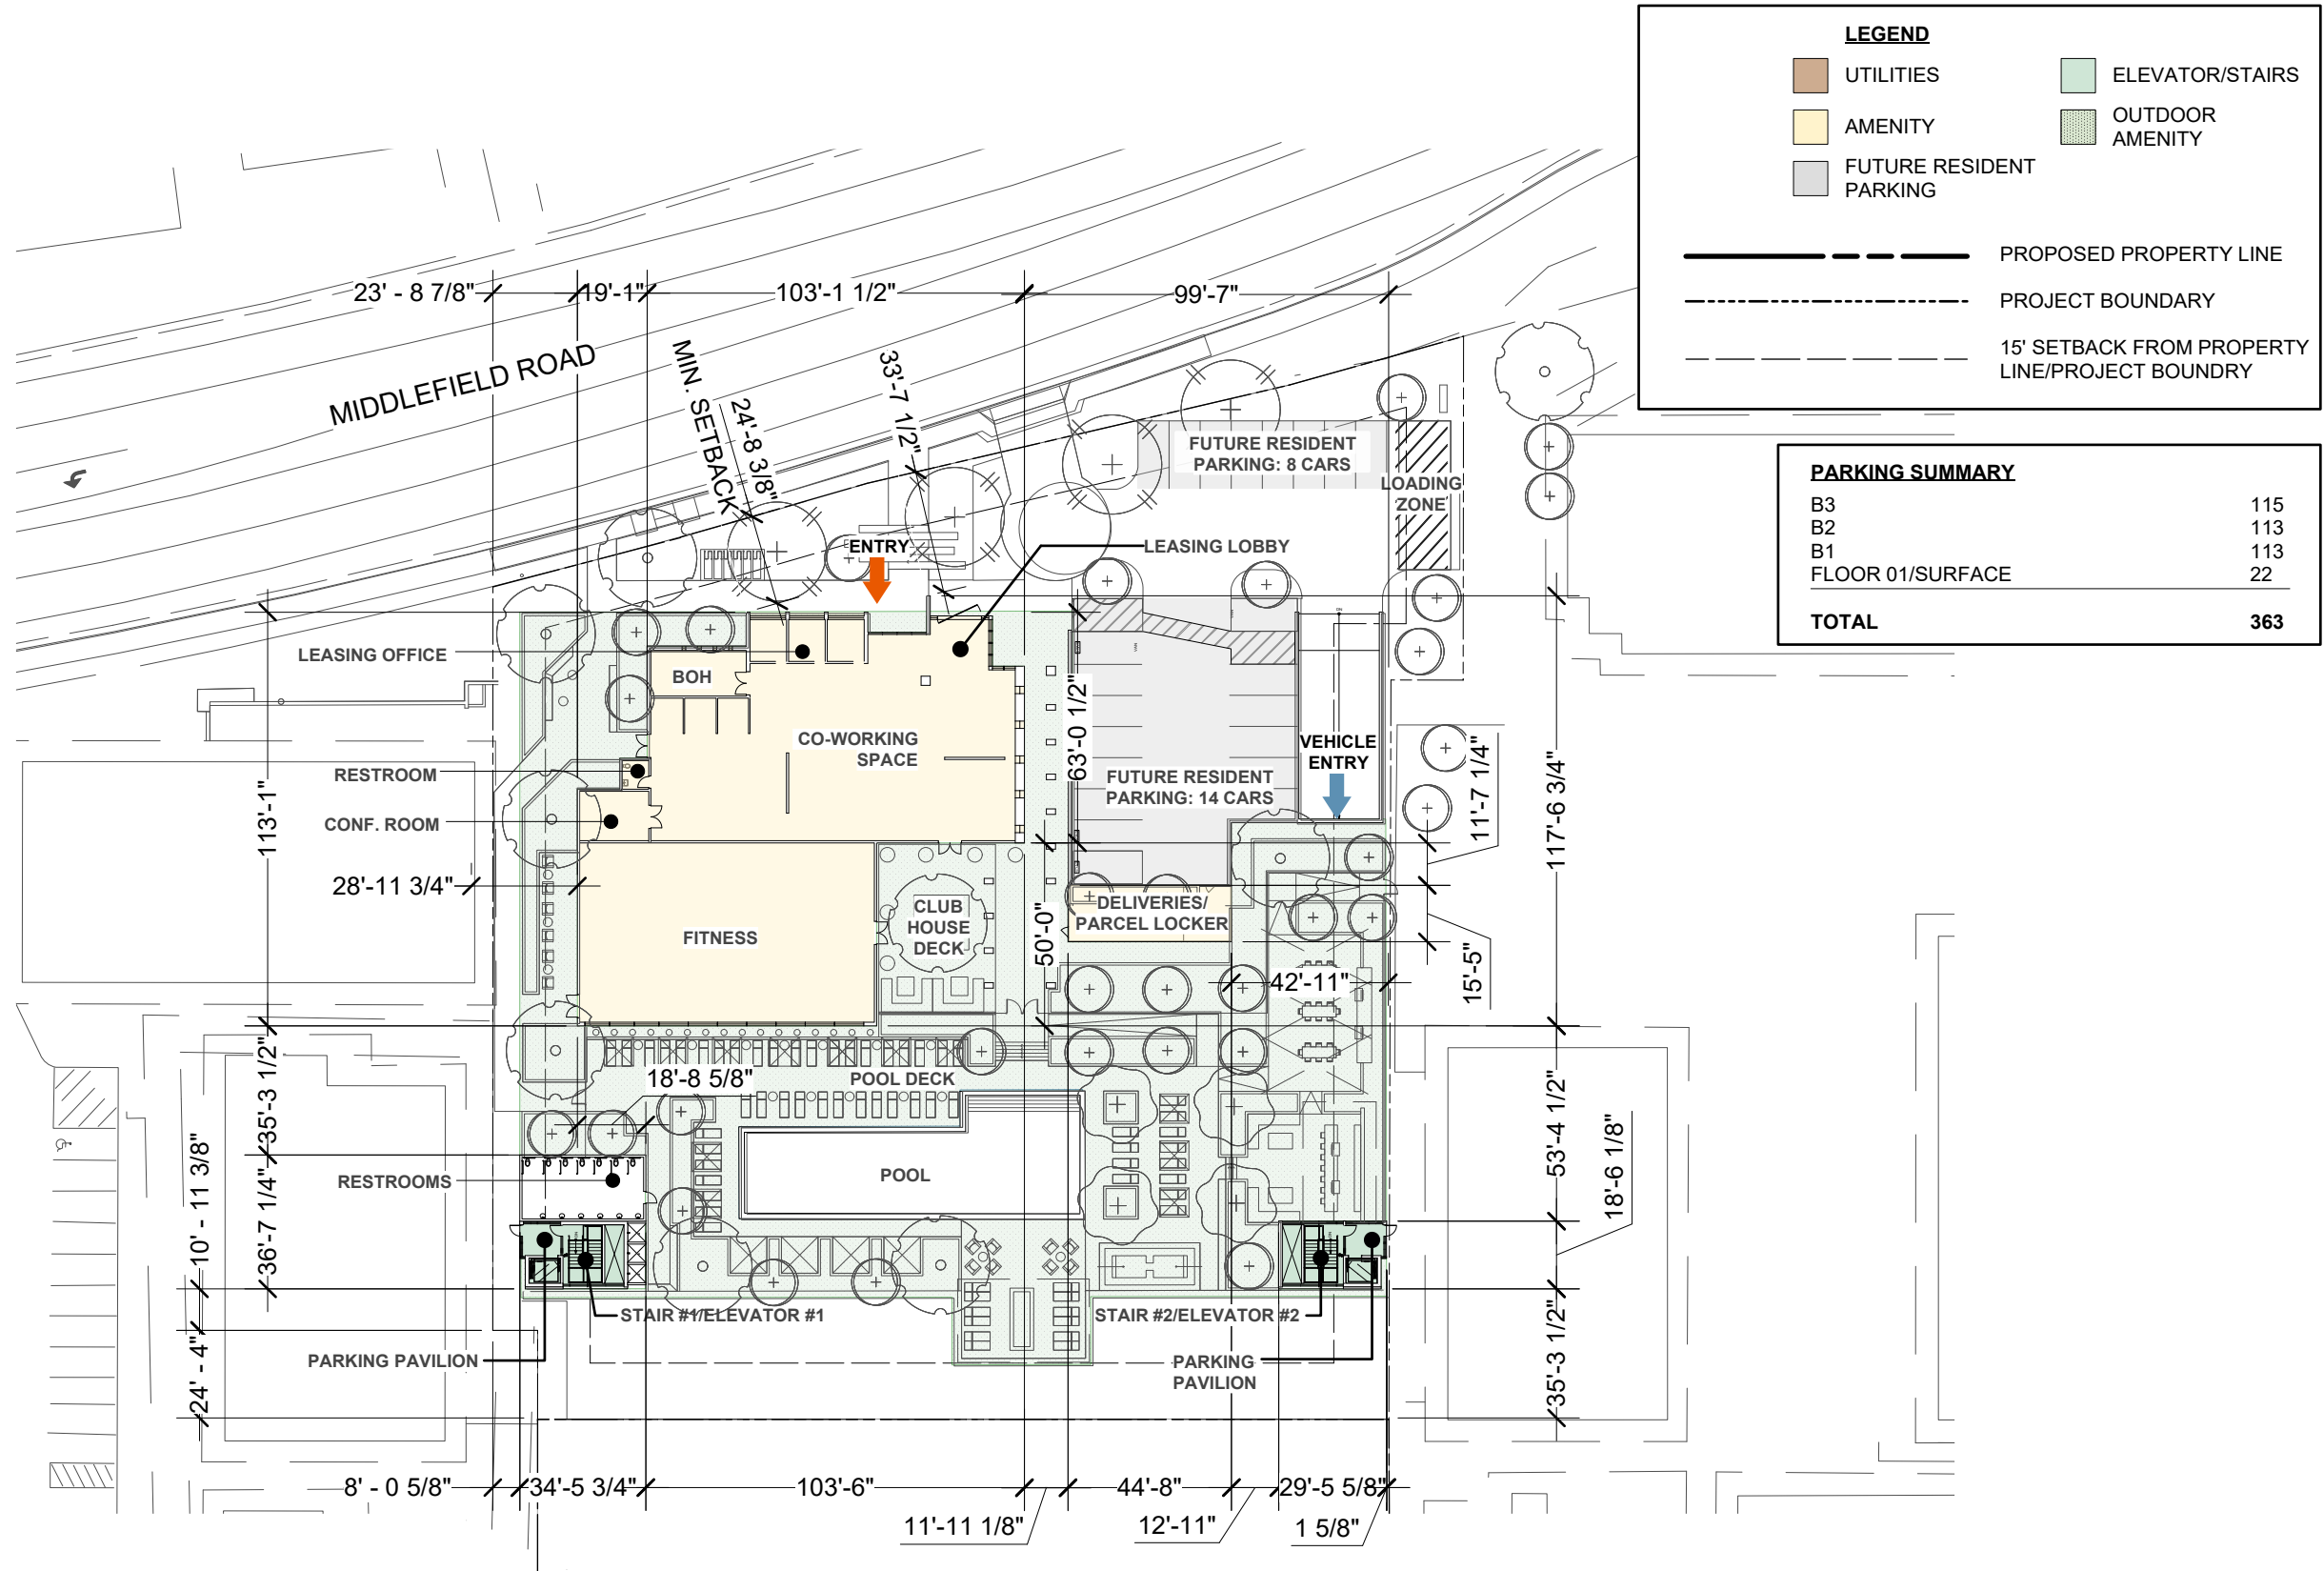 LEGEND
UTILITIES
AMENITY
FUTURE RESIDENT
PARKING
ELEVATOR/STAIRS
OUTDOOR
AMENITY
PROPOSED PROPERTY LINE
PROJECT BOUNDARY
15' SETBACK FROM PROPERTY
LINE/PROJECT BOUNDRY
PARKING SUMMARY
B3 115
B2 113
B1 113
FLOOR 01/SURFACE 22
TOTAL 363
23' - 8 7/8"
19'-1"
103'-1 1/2"
99'-7"
MIDDLEFIELD ROAD
MIN. SETBACK
24'-8 3/8"
33'-7 1/2"
FUTURE RESIDENT
PARKING: 8 CARS
LOADING
ZONE
ENTRY
LEASING LOBBY
LEASING OFFICE
BOH
CO-WORKING
SPACE
63'-0 1/2"
VEHICLE
ENTRY
FUTURE RESIDENT
PARKING: 14 CARS
RESTROOM
CONF. ROOM
113'-1"
11'-7 1/4"
117'-6 3/4"
28'-11 3/4"
FITNESS
CLUB
HOUSE
DECK
50'-0"
DELIVERIES/
PARCEL LOCKER
42'-11"
15'-5"
18'-8 5/8"
POOL DECK
35'-3 1/2"
10' - 11 3/8"
36'-7 1/4"
24' - 4"
53'-4 1/2"
18'-6 1/8"
35'-3 1/2"
RESTROOMS
POOL
STAIR #1/ELEVATOR #1
STAIR #2/ELEVATOR #2
PARKING PAVILION
PARKING
PAVILION
8' - 0 5/8"
34'-5 3/4"
103'-6"
44'-8"
29'-5 5/8"
11'-11 1/8"
12'-11"
1 5/8"